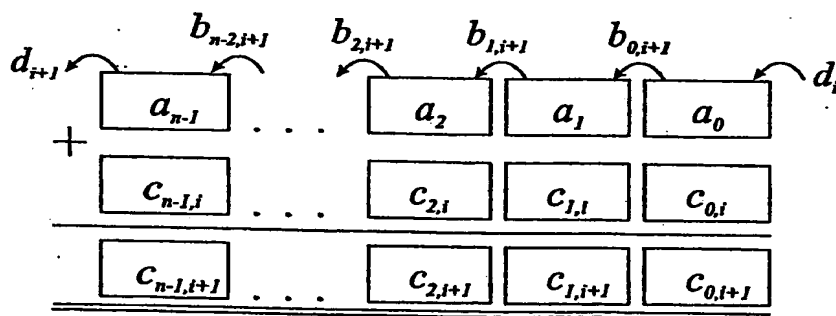 d_{i+1} b_{n-2,i+1} b_{2,i+1} b_{1,i+1} b_{0,i+1} d_i
a_{n-1} . . . a_2 a_1 a_0
+
c_{n-1,i} . . . c_{2,i} c_{1,i} c_{0,i}
c_{n-1,i+1} . . . c_{2,i+1} c_{1,i+1} c_{0,i+1}